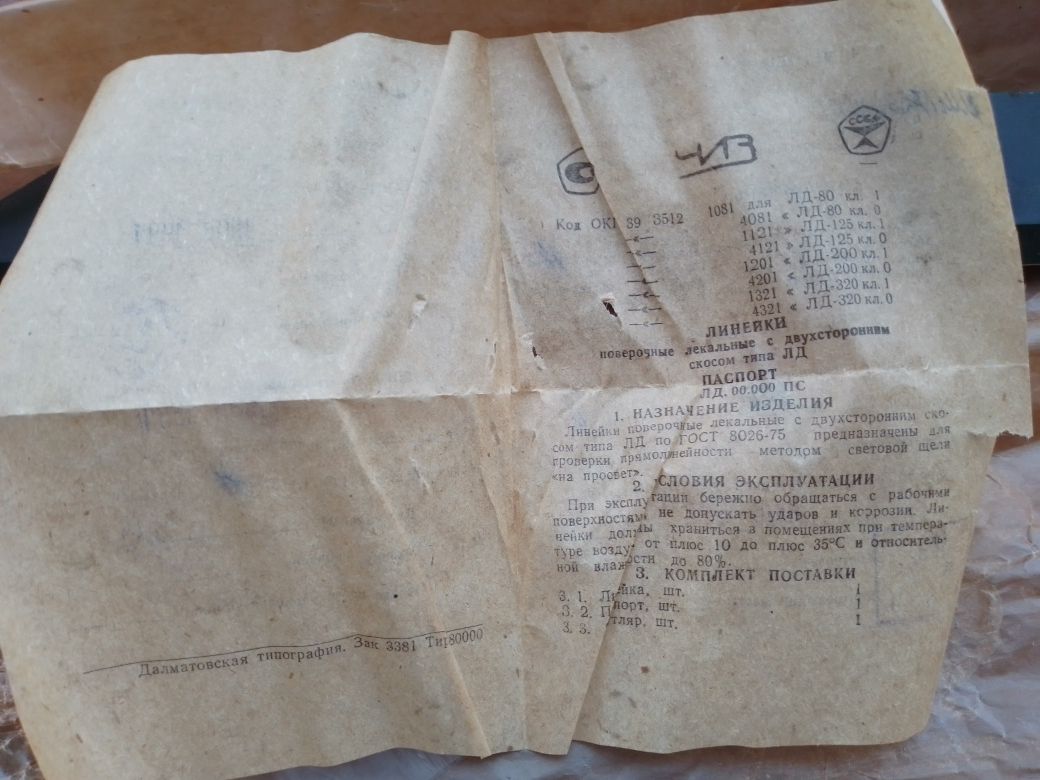 ЧИЗ
СССР
Код ОКП 39 3512 1081 для ЛД-80 кл. 1
—«— 4081 « ЛД-80 кл. 0
—«— 1121 » ЛД-125 кл. 1
—«— 4121 » ЛД-125 кл. 0
—«— 1201 « ЛД-200 кл. 1
—«— 4201 « ЛД-200 кл. 0
—«— 1321 « ЛД-320 кл. 1
—«— 4321 « ЛД-320 кл. 0
ЛИНЕЙКИ
поверочные лекальные с двухсторонним
скосом типа ЛД
ПАСПОРТ
ЛД. 00.000 ПС
1. НАЗНАЧЕНИЕ ИЗДЕЛИЯ
Линейки поверочные лекальные с двухсторонним ско-
сом типа ЛД по ГОСТ 8026-75 предназначены для
проверки прямолинейности методом световой щели
«на просвет».
2. УСЛОВИЯ ЭКСПЛУАТАЦИИ
При эксплуатации бережно обращаться с рабочими
поверхностями не допускать ударов и коррозии. Ли-
нейки должны храниться в помещениях при темпера-
туре воздуха от плюс 10 до плюс 35°С и относитель-
ной влажности до 80%.
3. КОМПЛЕКТ ПОСТАВКИ
3. 1. Линейка, шт. 1
3. 2. Паспорт, шт. 1
3. 3. тляр, шт. 1
Далматовская типография. Зак 3381 Тир80000